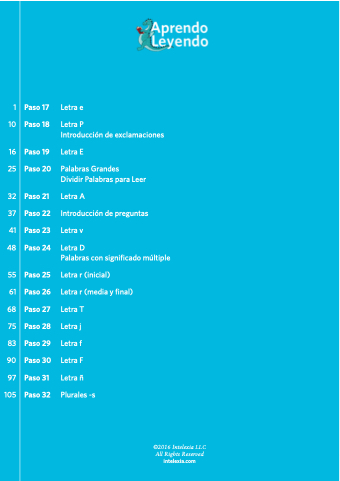 Aprendo
Leyendo
1 Paso 17 Letra e
10 Paso 18 Letra P
Introducción de exclamaciones
16 Paso 19 Letra E
25 Paso 20 Palabras Grandes
Dividir Palabras para Leer
32 Paso 21 Letra A
37 Paso 22 Introducción de preguntas
41 Paso 23 Letra v
48 Paso 24 Letra D
Palabras con significado múltiple
55 Paso 25 Letra r (inicial)
61 Paso 26 Letra r (media y final)
68 Paso 27 Letra T
75 Paso 28 Letra j
83 Paso 29 Letra f
90 Paso 30 Letra F
97 Paso 31 Letra ñ
105 Paso 32 Plurales -s
©2016 Intelexia LLC
All Rights Reserved
intelexia.com